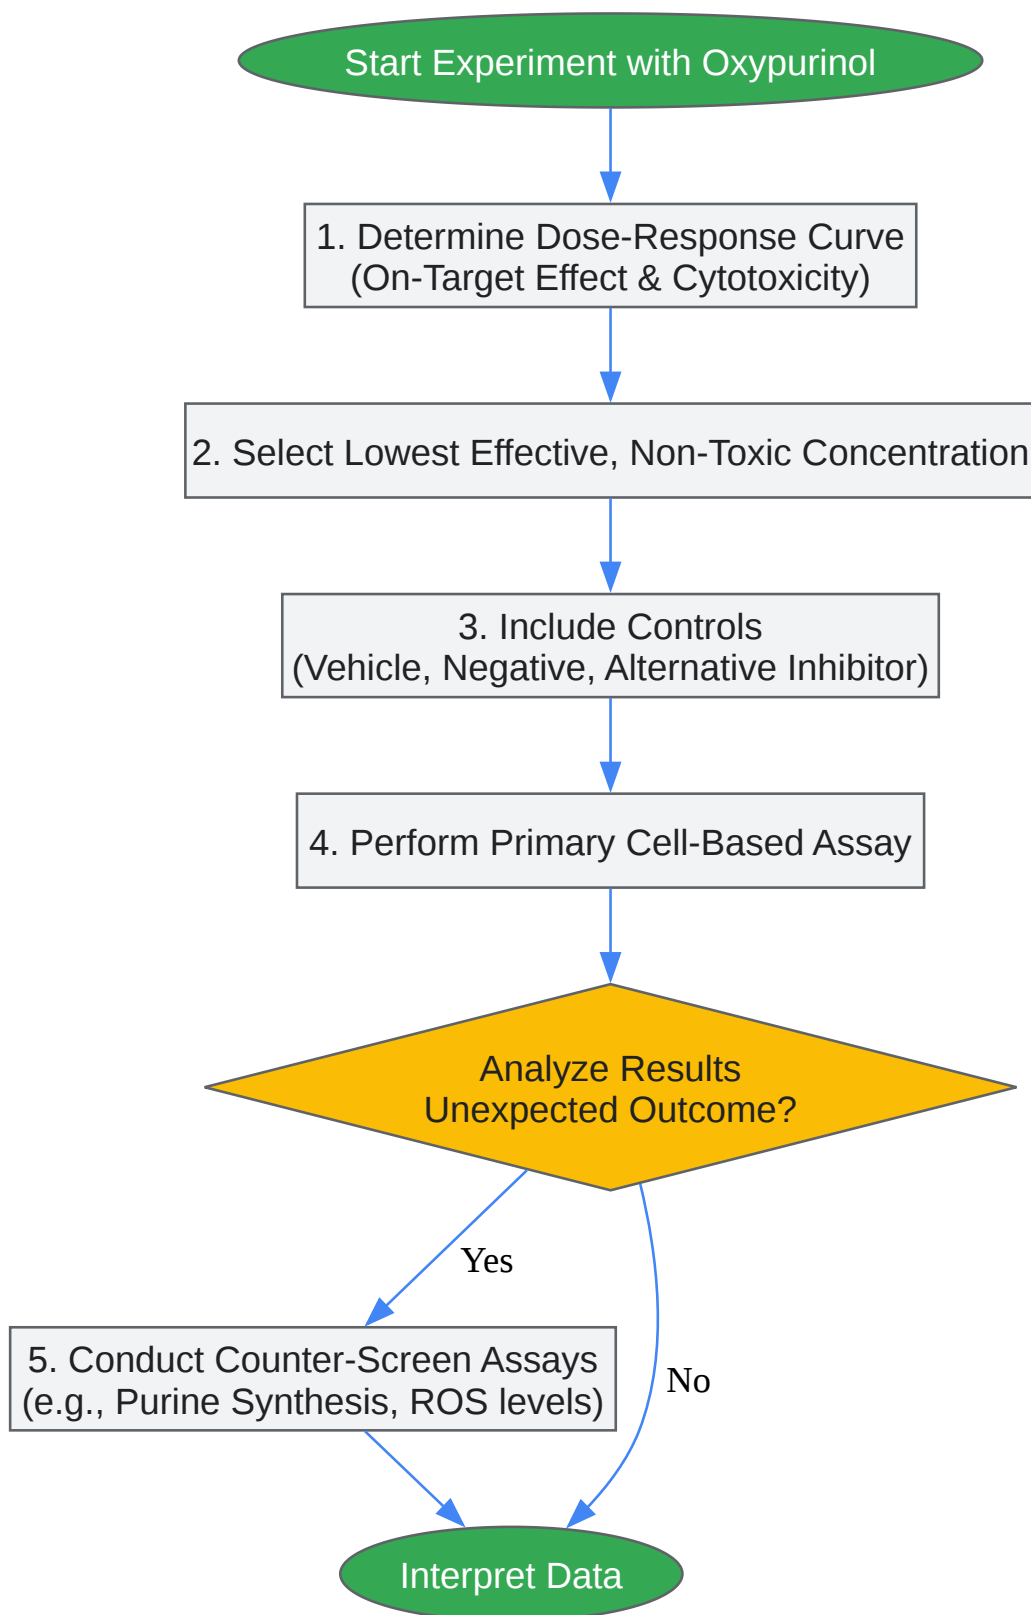 Start Experiment with Oxypurinol
1. Determine Dose-Response Curve
(On-Target Effect & Cytotoxicity)
2. Select Lowest Effective, Non-Toxic Concentration
3. Include Controls
(Vehicle, Negative, Alternative Inhibitor)
4. Perform Primary Cell-Based Assay
Analyze Results
Unexpected Outcome?
Yes
5. Conduct Counter-Screen Assays
(e.g., Purine Synthesis, ROS levels)
No
Interpret Data